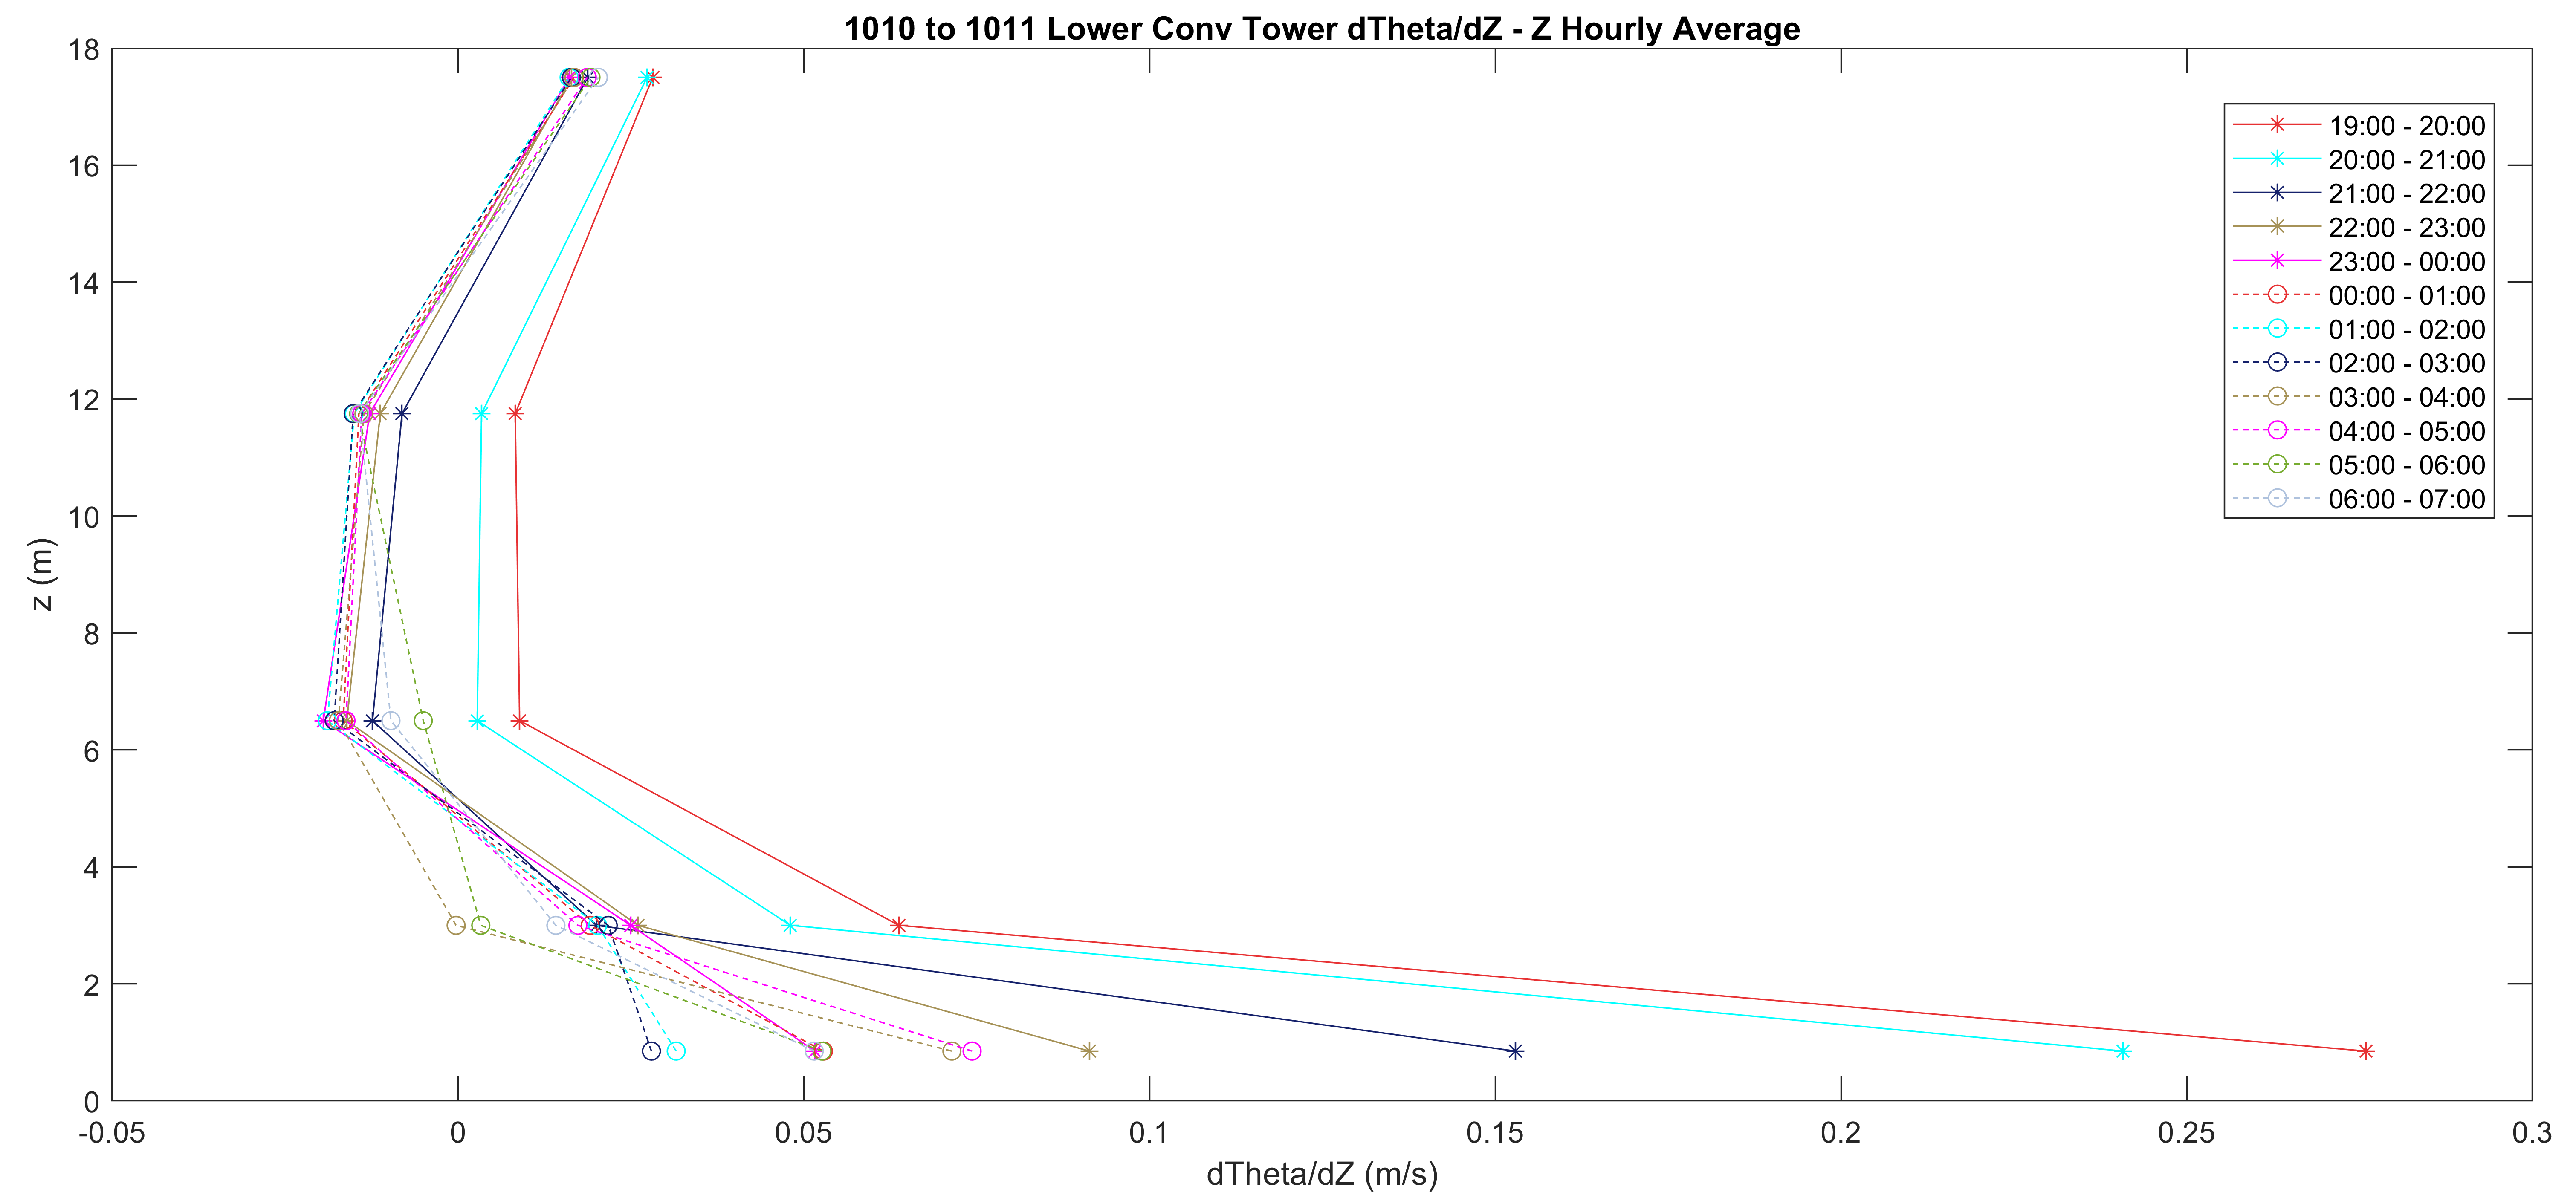 1010 to 1011 Lower Conv Tower dTheta/dZ - Z Hourly Average
18
16
14
12
10
8
6
4
2
0
z (m)
19:00 - 20:00
20:00 - 21:00
21:00 - 22:00
22:00 - 23:00
23:00 - 00:00
00:00 - 01:00
01:00 - 02:00
02:00 - 03:00
03:00 - 04:00
04:00 - 05:00
05:00 - 06:00
06:00 - 07:00
-0.05 0 0.05 0.1 0.15 0.2 0.25 0.3
dTheta/dZ (m/s)